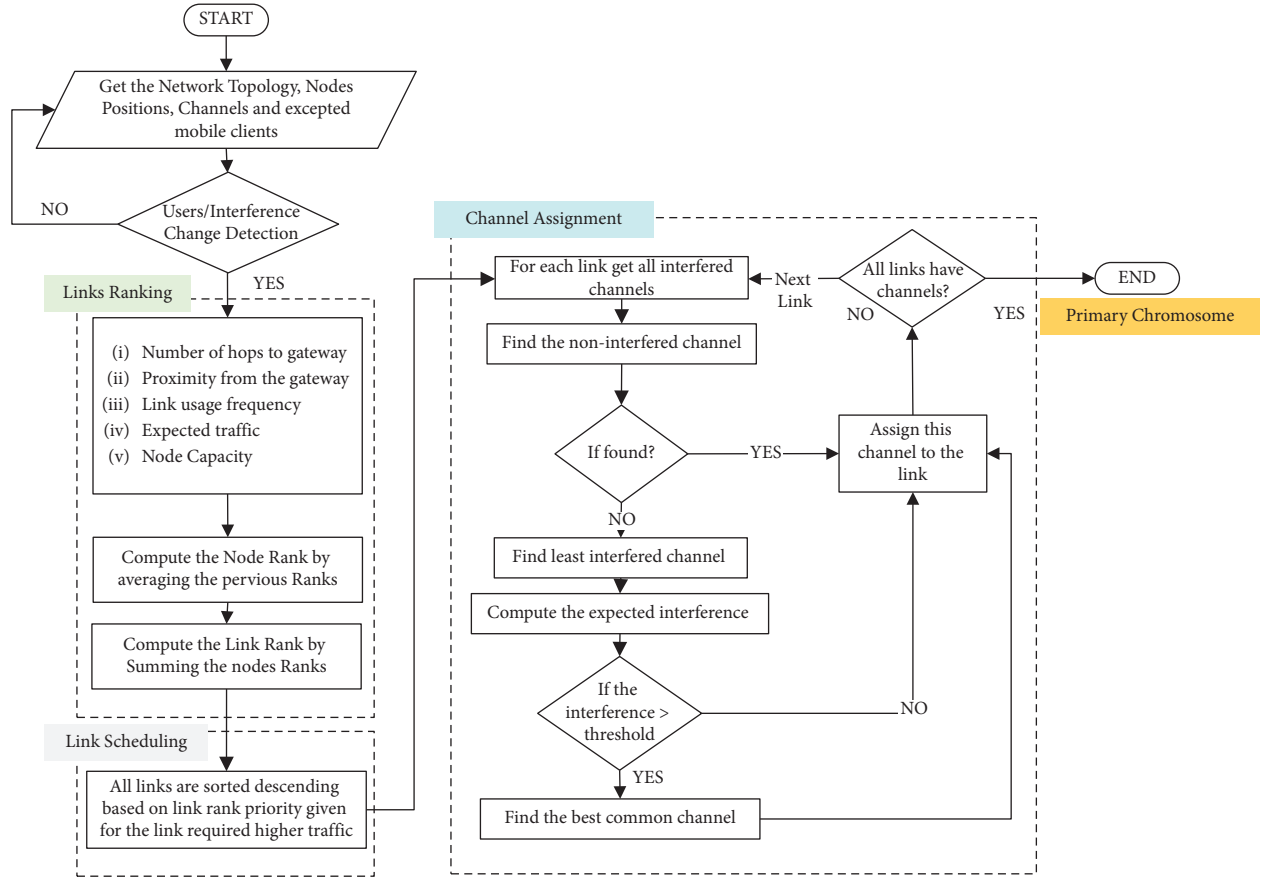 START
Get the Network Topology, Nodes
Positions, Channels and excepted
mobile clients
Users/Interference
Change Detection
NO
YES
Links Ranking
(i) Number of hops to gateway
(ii) Proximity from the gateway
(iii) Link usage frequency
(iv) Expected traffic
(v) Node Capacity
Compute the Node Rank by
averaging the pervious Ranks
Compute the Link Rank by
Summing the nodes Ranks
Link Scheduling
All links are sorted descending
based on link rank priority given
for the link required higher traffic
Channel Assignment
For each link get all interfered
channels
Find the non-interfered channel
If found?
YES
NO
Find least interfered channel
Compute the expected interference
If the
interference >
threshold
NO
YES
Find the best common channel
Assign this
channel to the
link
All links have
channels?
Next
Link
NO
YES
END
Primary Chromosome